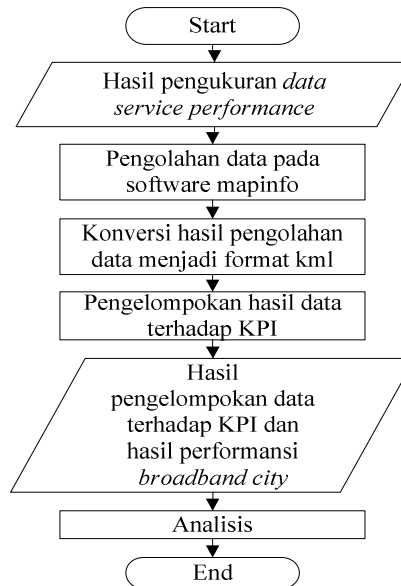 Start
Hasil pengukuran data
service performance
Pengolahan data pada
software mapinfo
Konversi hasil pengolahan
data menjadi format kml
Pengelompokan hasil data
terhadap KPI
Hasil
pengelompokan data
terhadap KPI dan
hasil performansi
broadband city
Analisis
End